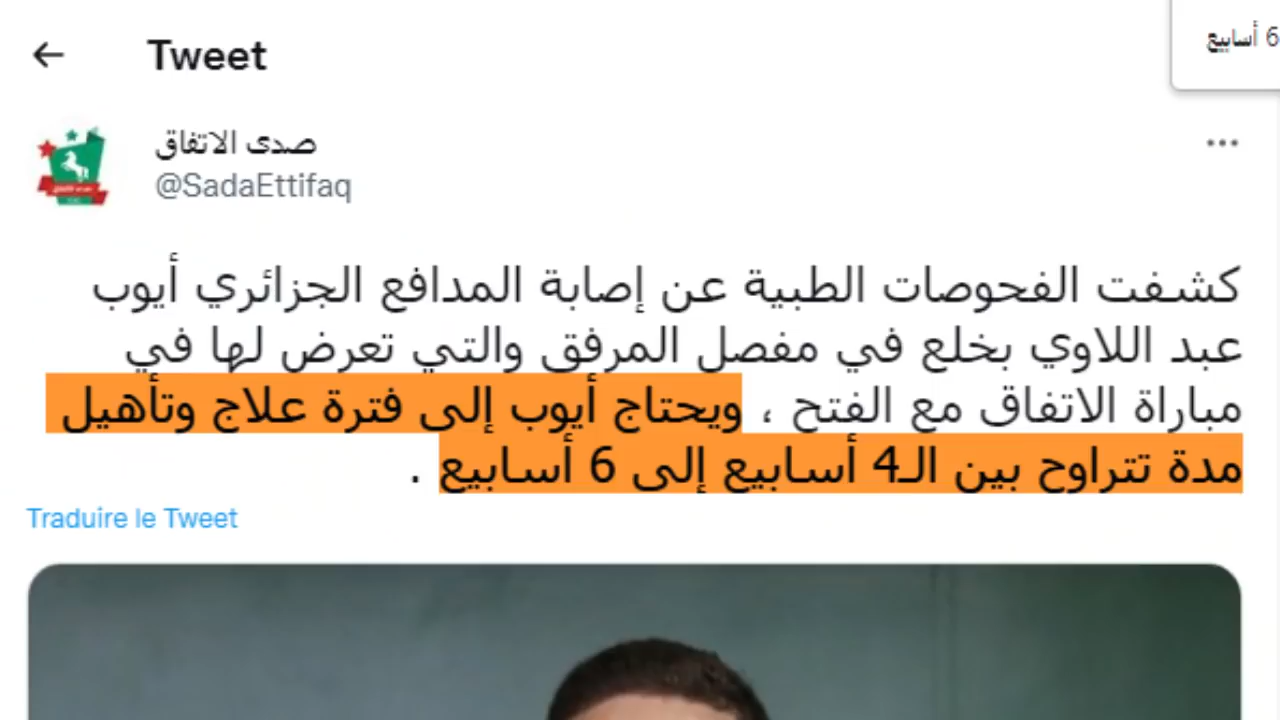 6 أسابيع
Tweet
صدى الاتفاق
@SadaEttifaq
كشفت الفحوصات الطبية عن إصابة المدافع الجزائري أيوب
عبد اللاوي بخلع في مفصل المرفق والتي تعرض لها في
مباراة الاتفاق مع الفتح ، ويحتاج أيوب إلى فترة علاج وتأهيل
مدة تتراوح بين الـ4 أسابيع إلى 6 أسابيع .
Traduire le Tweet